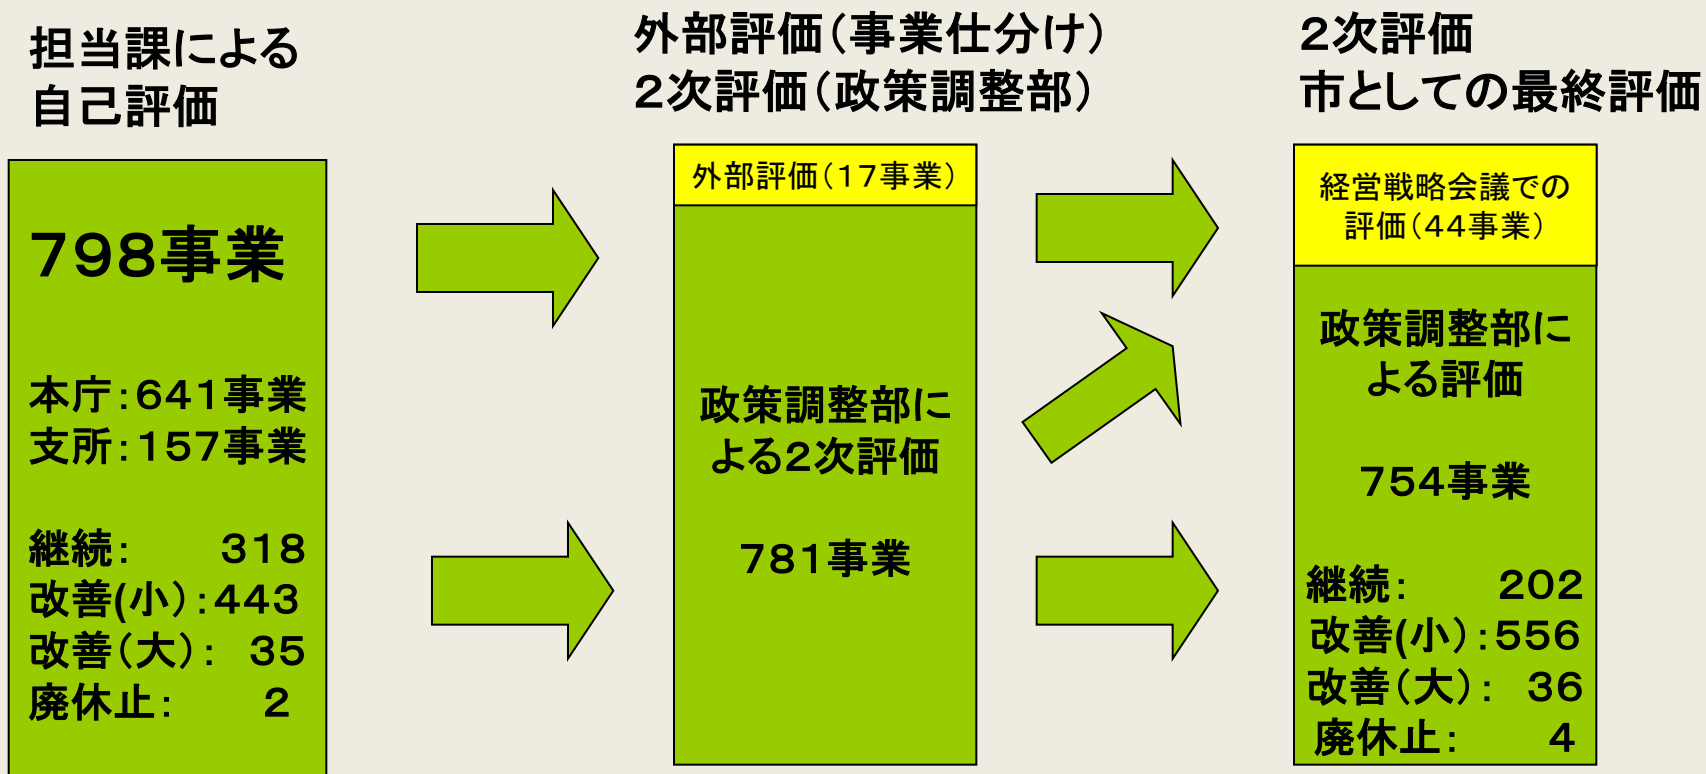 担当課による
自己評価
798事業
本庁:641事業
支所:157事業
継続: 318
改善(小):443
改善(大): 35
廃休止: 2
外部評価(事業仕分け)
2次評価(政策調整部)
外部評価(17事業)
政策調整部に
よる2次評価
781事業
2次評価
市としての最終評価
経営戦略会議での
評価(44事業)
政策調整部に
よる評価
754事業
継続: 202
改善(小):556
改善(大): 36
廃休止: 4